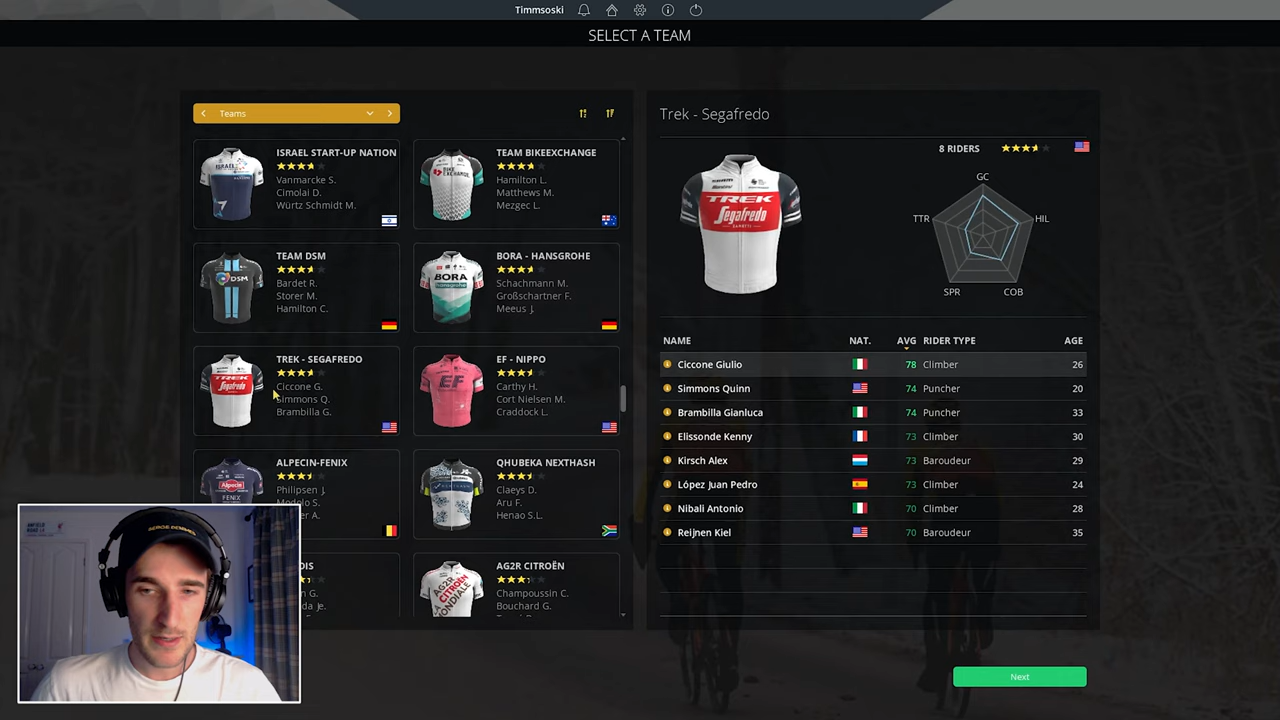 Timmsoski
SELECT A TEAM
Teams
ISRAEL START-UP NATION
Vanmarcke S.
Cimolai D.
Würtz Schmidt M.
TEAM BIKEEXCHANGE
Hamilton L.
Matthews M.
Mezgec L.
TEAM DSM
Bardet R.
Storer M.
Hamilton C.
BORA - HANSGROHE
Schachmann M.
Großschartner F.
Meeus J.
TREK - SEGAFREDO
Ciccone G.
Simmons Q.
Brambilla G.
EF - NIPPO
Carthy H.
Cort Nielsen M.
Craddock L.
ALPECIN-FENIX
Philipsen J.
Modolo S.
QHUBEKA NEXTHASH
Claeys D.
Aru F.
Henao S.L.
AG2R CITROËN
Champoussin C.
Bouchard G.
Trek - Segafredo
8 RIDERS
GC
TTR HIL
SPR COB
TREK
Segafredo
NAME NAT. AVG RIDER TYPE AGE
Ciccone Giulio 78 Climber 26
Simmons Quinn 74 Puncher 20
Brambilla Gianluca 74 Puncher 33
Elissonde Kenny 73 Climber 30
Kirsch Alex 73 Baroudeur 29
López Juan Pedro 73 Climber 24
Nibali Antonio 70 Climber 28
Reijnen Kiel 70 Baroudeur 35
Next